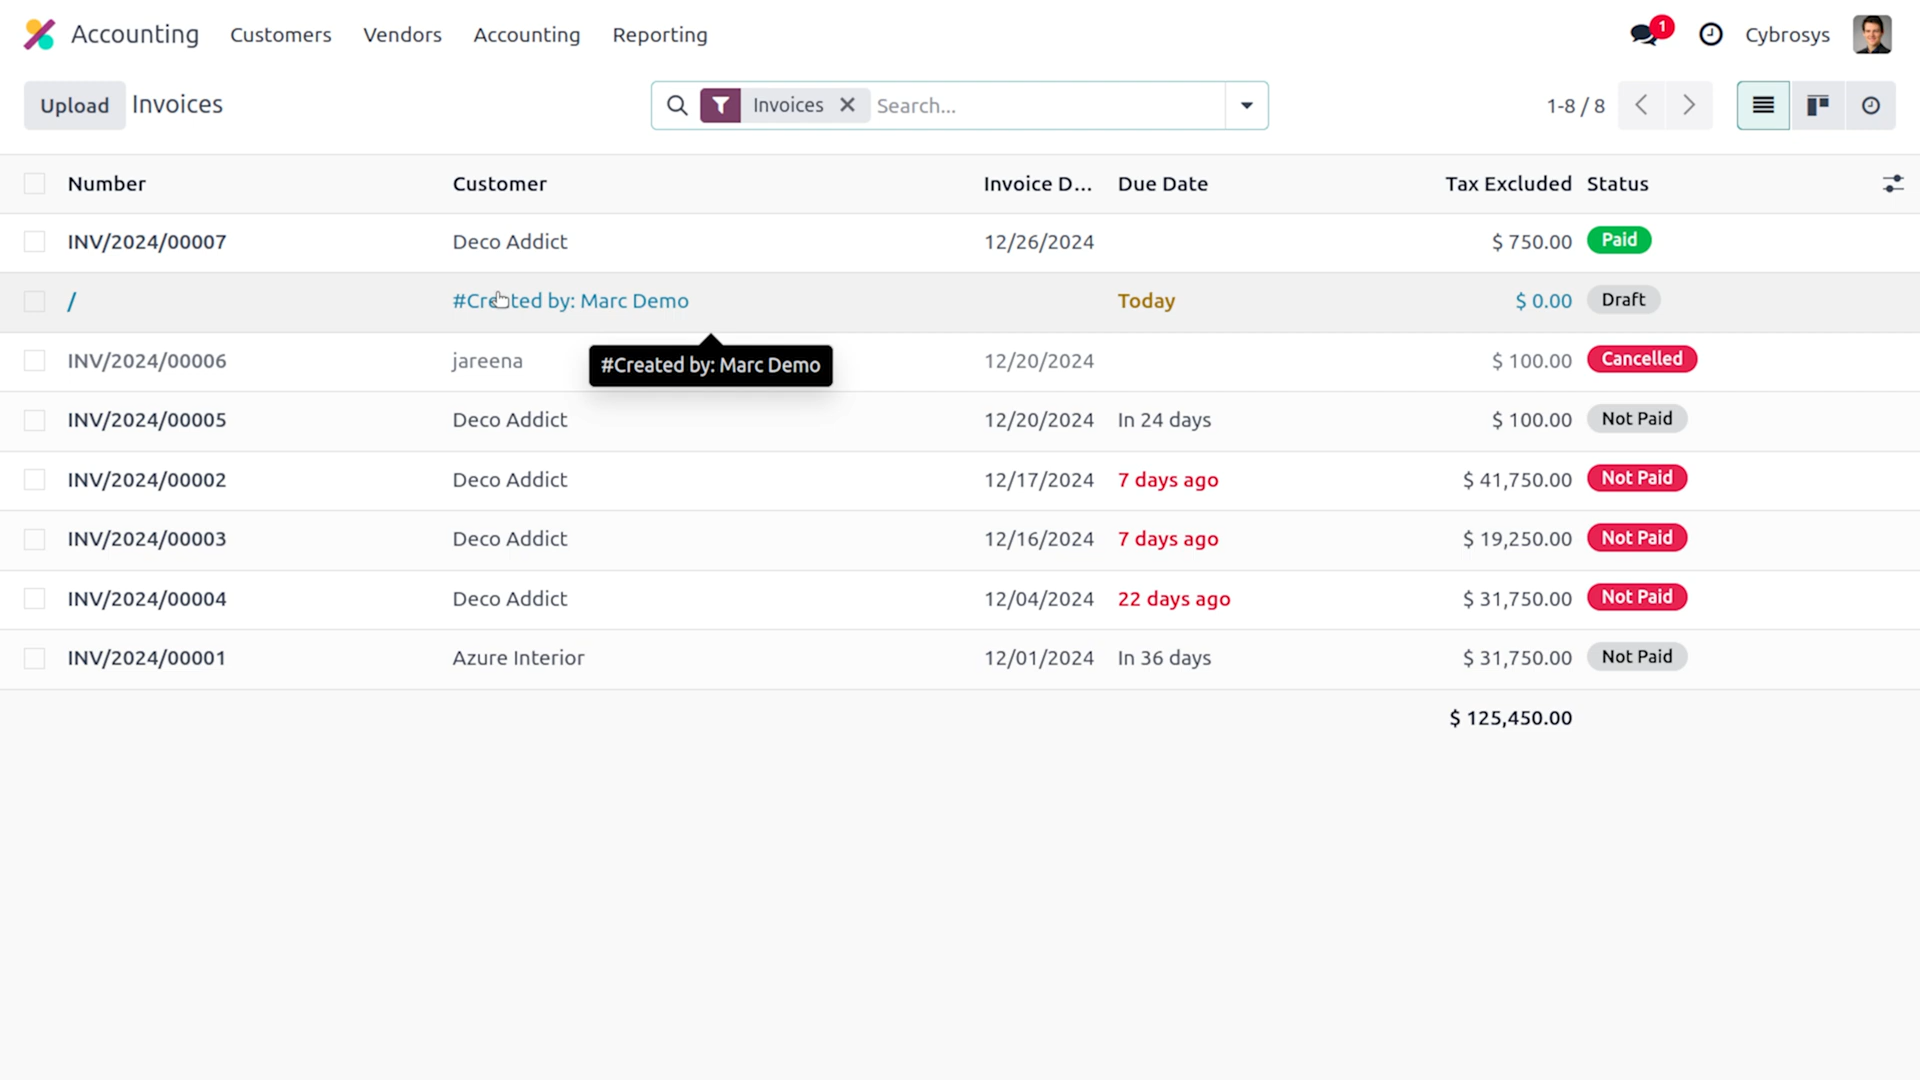 Accounting Customers Vendors Accounting Reporting 1 Cybrosys
Upload Invoices Invoices Search... 1-8 / 8
Number Customer Invoice D... Due Date Tax Excluded Status
INV/2024/00007 Deco Addict 12/26/2024 $ 750.00 Paid
/ #Created by: Marc Demo Today $ 0.00 Draft
INV/2024/00006 jareena #Created by: Marc Demo 12/20/2024 $ 100.00 Cancelled
INV/2024/00005 Deco Addict 12/20/2024 In 24 days $ 100.00 Not Paid
INV/2024/00002 Deco Addict 12/17/2024 7 days ago $ 41,750.00 Not Paid
INV/2024/00003 Deco Addict 12/16/2024 7 days ago $ 19,250.00 Not Paid
INV/2024/00004 Deco Addict 12/04/2024 22 days ago $ 31,750.00 Not Paid
INV/2024/00001 Azure Interior 12/01/2024 In 36 days $ 31,750.00 Not Paid
$ 125,450.00